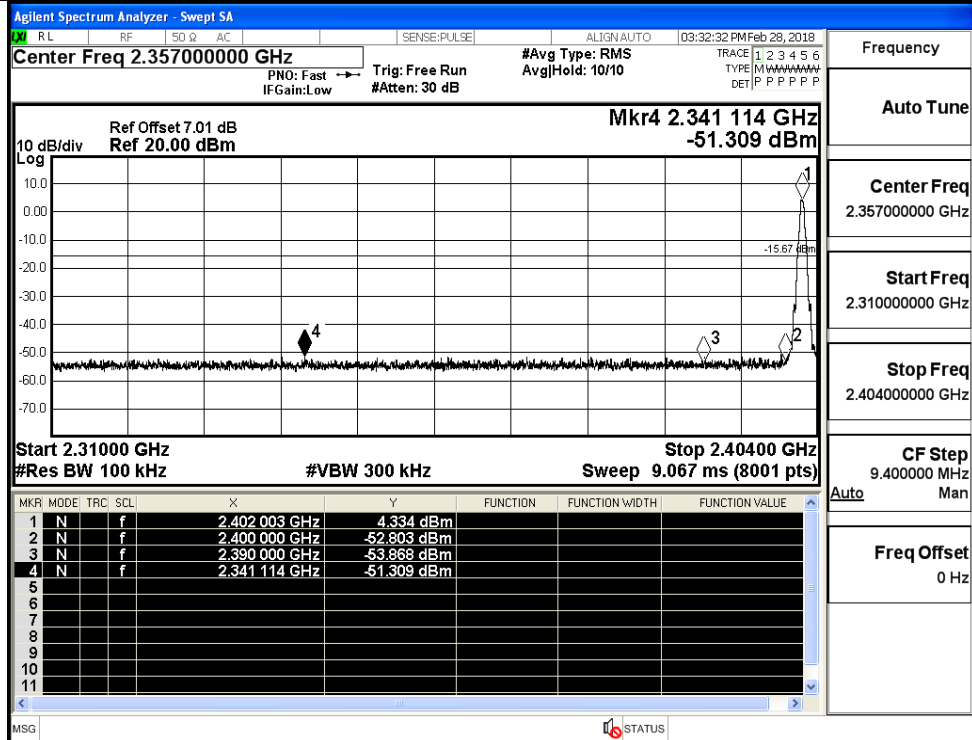 Agilent Spectrum Analyzer - Swept SA
LXI RL RF 50 Ω AC SENSE:PULSE ALIGN AUTO 03:32:32 PM Feb 28, 2018
Center Freq 2.357000000 GHz
PNO: Fast
IFGain:Low
Trig: Free Run
#Atten: 30 dB
#Avg Type: RMS
Avg|Hold: 10/10
TRACE 1 2 3 4 5 6
TYPE M WWWWW
DET P P P P P P
Mkr4 2.341 114 GHz
-51.309 dBm
Ref Offset 7.01 dB
10 dB/div Ref 20.00 dBm
Log
10.0
0.00
-10.0
-20.0
-30.0
-40.0
-50.0
-60.0
-70.0
1
-15.67 dBm
4
3
2
Start 2.31000 GHz Stop 2.40400 GHz
#Res BW 100 kHz #VBW 300 kHz Sweep 9.067 ms (8001 pts)
MKR MODE TRC SCL X Y FUNCTION FUNCTION WIDTH FUNCTION VALUE
1 N f 2.402 003 GHz 4.334 dBm
2 N f 2.400 000 GHz -52.803 dBm
3 N f 2.390 000 GHz -53.868 dBm
4 N f 2.341 114 GHz -51.309 dBm
5
6
7
8
9
10
11
MSG STATUS
Frequency
Auto Tune
Center Freq
2.357000000 GHz
Start Freq
2.310000000 GHz
Stop Freq
2.404000000 GHz
CF Step
9.400000 MHz
Auto Man
Freq Offset
0 Hz